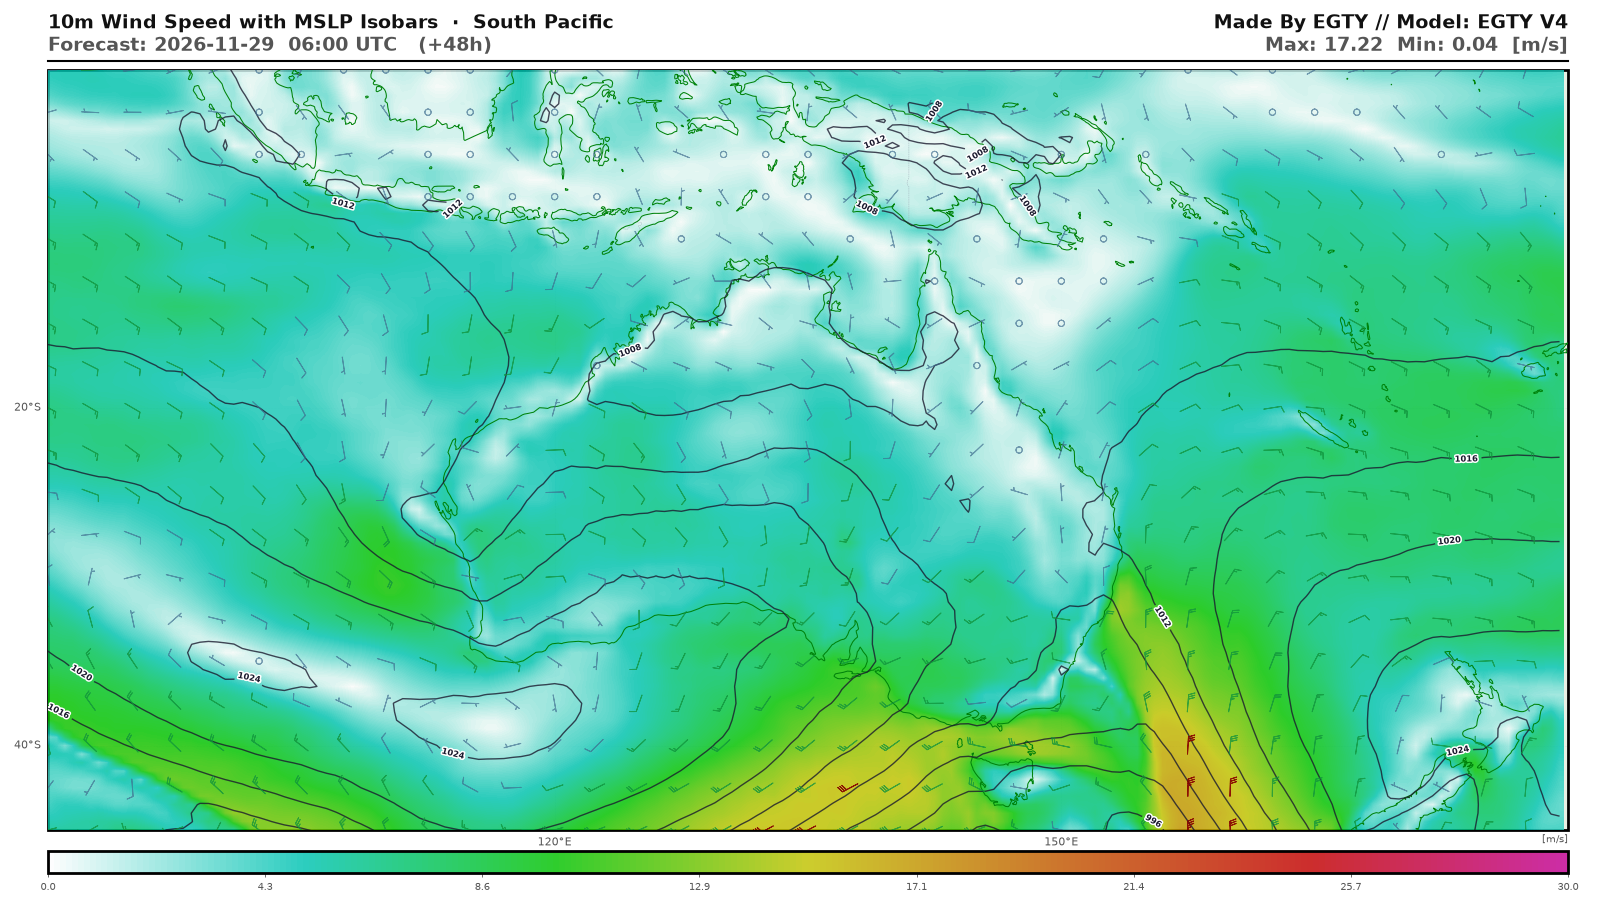 10m Wind Speed with MSLP Isobars · South Pacific
Made By EGTY // Model: EGTY V4
Forecast: 2026-11-29 06:00 UTC (+48h)
Max: 17.22 Min: 0.04 [m/s]
1008
1012
1008
1012
1012
1012
1008
1008
1008
20°S
1016
1020
1012
1020
1024
1016
40°S
1024
1024
996
120°E
150°E
[m/s]
0.0
4.3
8.6
12.9
17.1
21.4
25.7
30.0